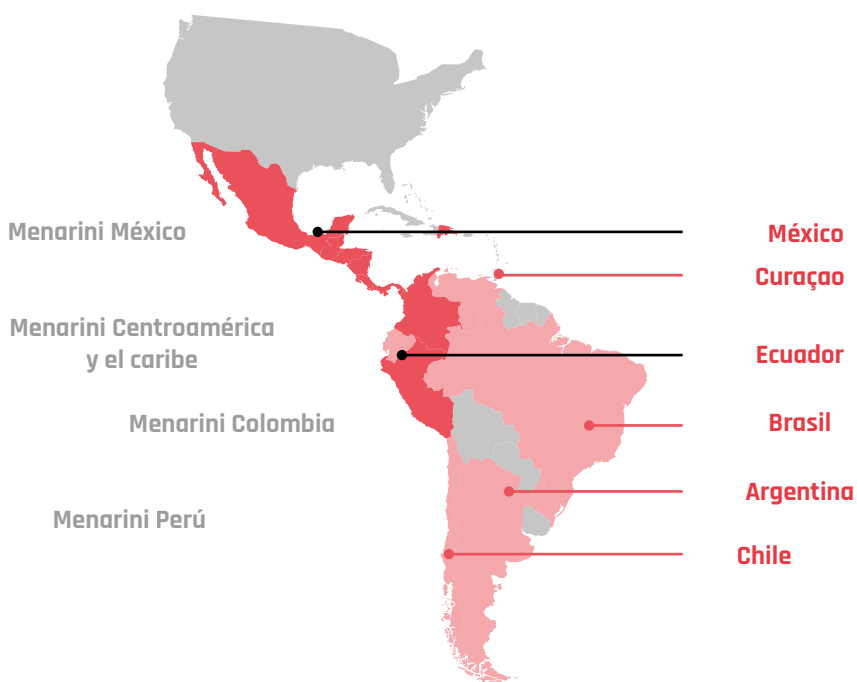 Menarini México
Menarini Centroamérica
y el caribe
Menarini Colombia
Menarini Perú
México
Curaçao
Ecuador
Brasil
Argentina
Chile